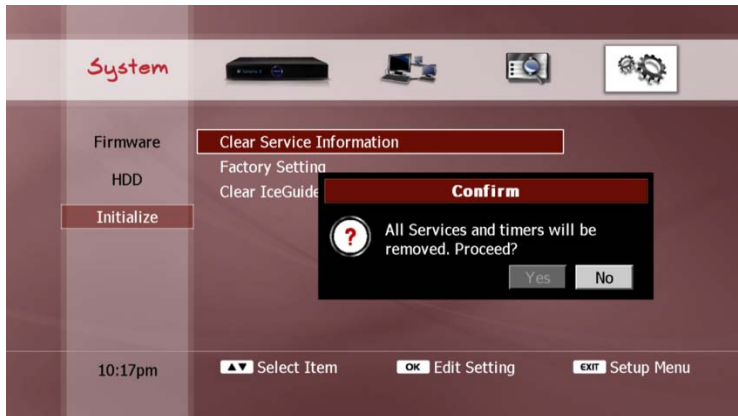 System
Firmware
HDD
Initialize
Clear Service Information
Factory Setting
Clear IceGuide
Confirm
?
All Services and timers will be
removed. Proceed?
Yes
No
10:17pm
▲▼ Select Item
OK Edit Setting
EXIT Setup Menu